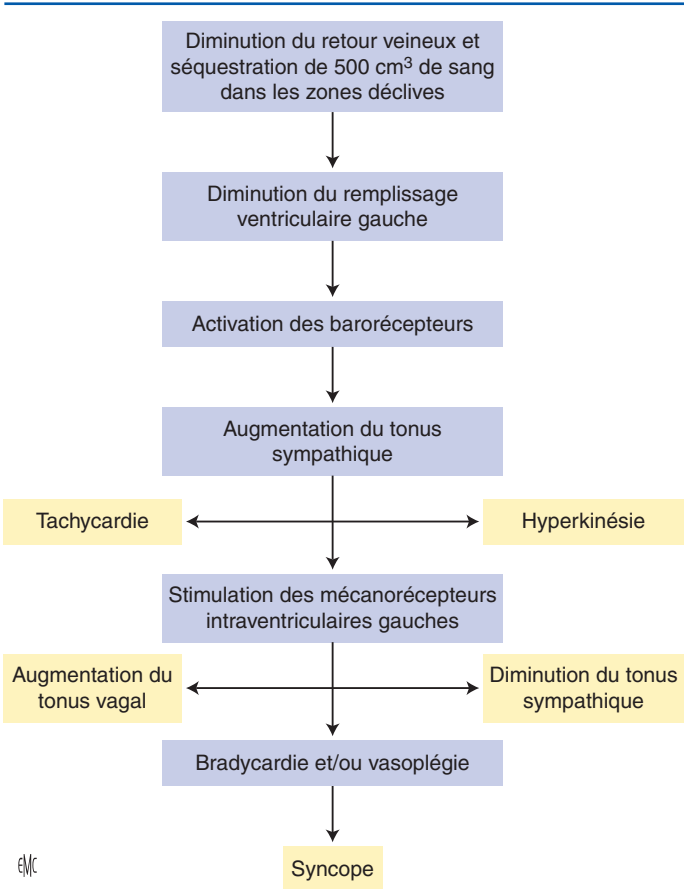 Diminution du retour veineux et
séquestration de 500 cm³ de sang
dans les zones déclives
Diminution du remplissage
ventriculaire gauche
Activation des barorécepteurs
Augmentation du tonus
sympathique
Tachycardie
Hyperkinésie
Stimulation des mécanorécepteurs
intraventriculaires gauches
Augmentation du
tonus vagal
Diminution du tonus
sympathique
Bradycardie et/ou vasoplégie
Syncope
EMC